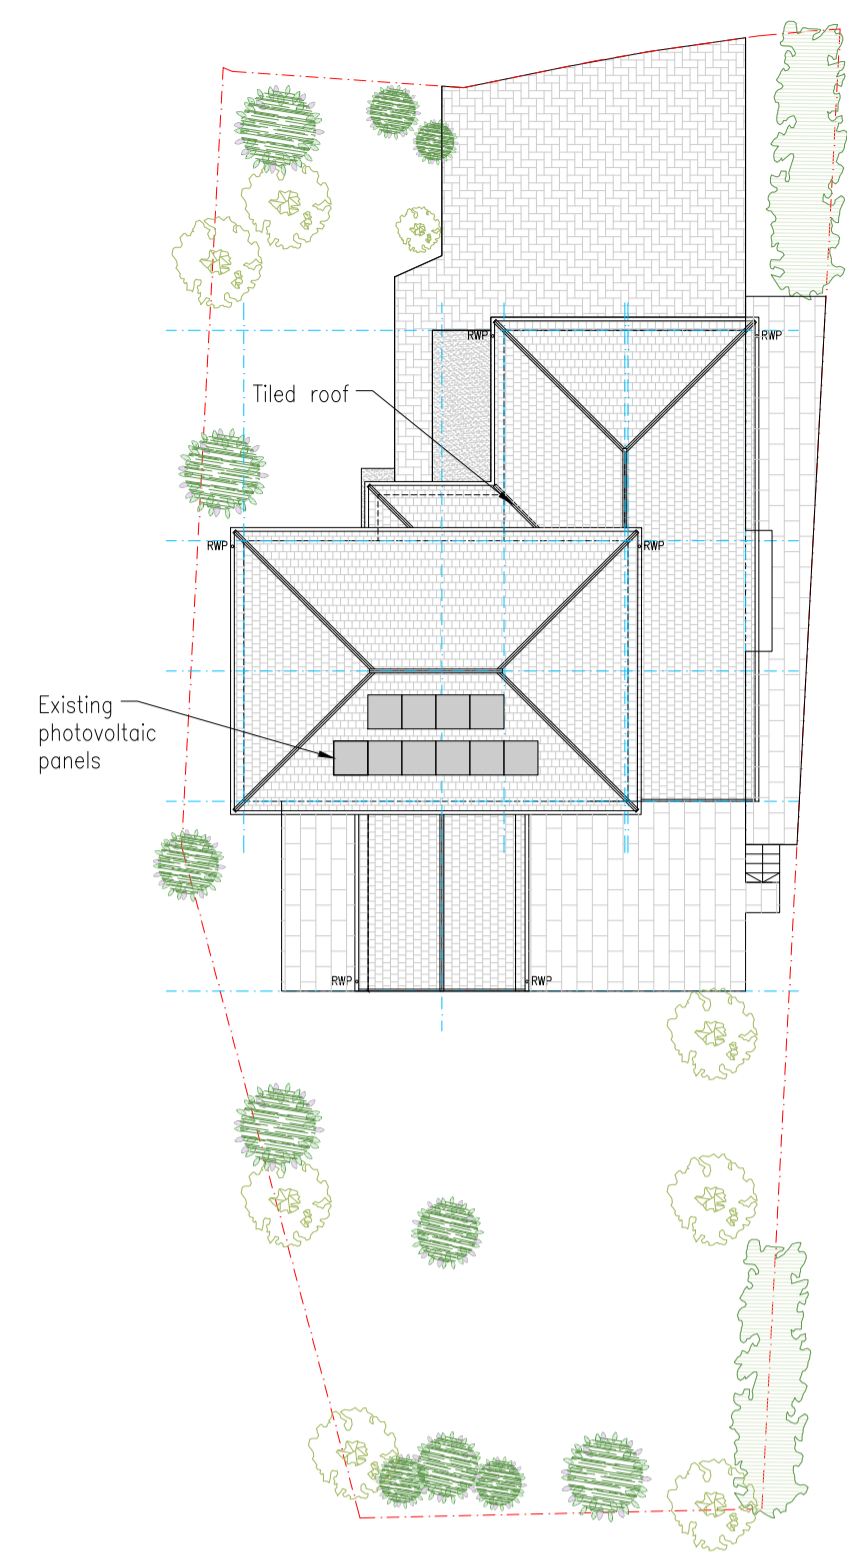 RWP
RWP
Tiled roof
RWP
RWP
Existing
photovoltaic
panels
RWP
RWP